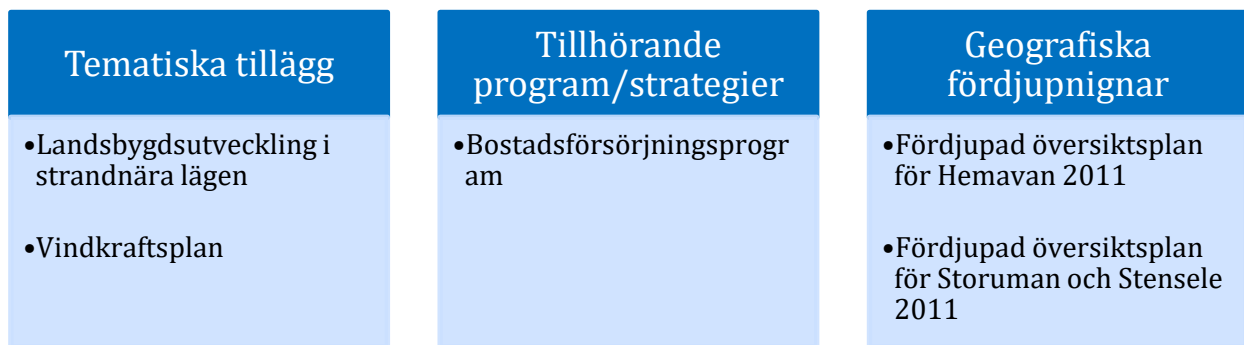 Tematiska tillägg
•Landsbygdsutveckling i
strandnära lägen
•Vindkraftsplan
Tillhörande
program/strategier
•Bostadsförsörjningsprogr
am
Geografiska
fördjupnignar
•Fördjupad översiktsplan
för Hemavan 2011
•Fördjupad översiktsplan
för Storuman och Stensele
2011